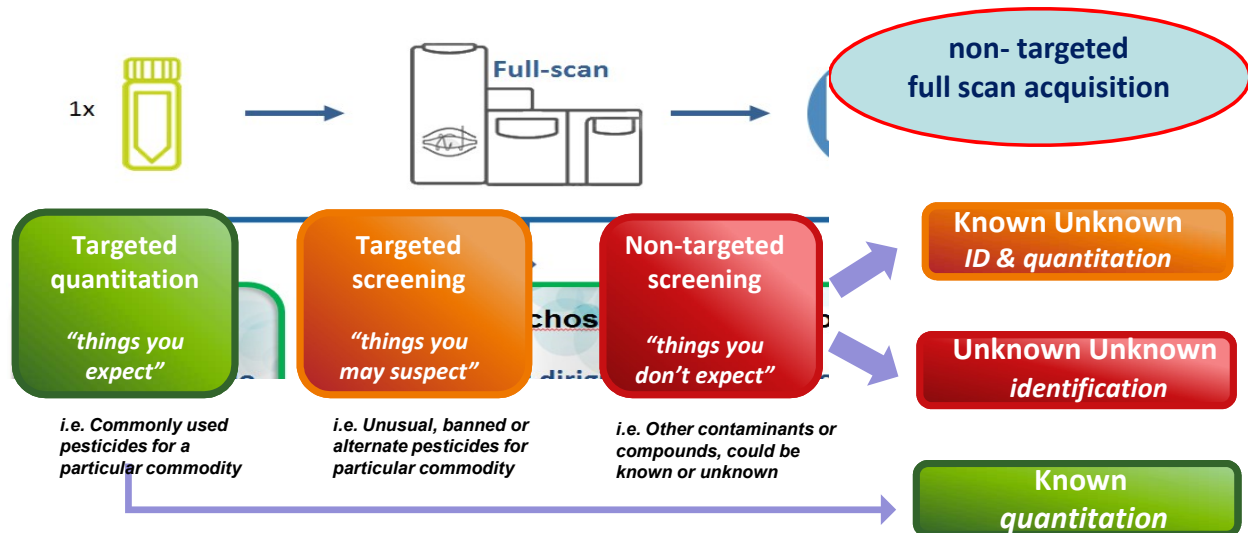 1x
Full-scan
non- targeted
full scan acquisition
Targeted
quantitation
“things you
expect”
Targeted
screening
“things you
may suspect”
Non-targeted
screening
“things you
don’t expect”
Known Unknown
ID & quantitation
Unknown Unknown
identification
i.e. Commonly used
pesticides for a
particular commodity
i.e. Unusual, banned or
alternate pesticides for
particular commodity
i.e. Other contaminants or
compounds, could be
known or unknown
Known
quantitation